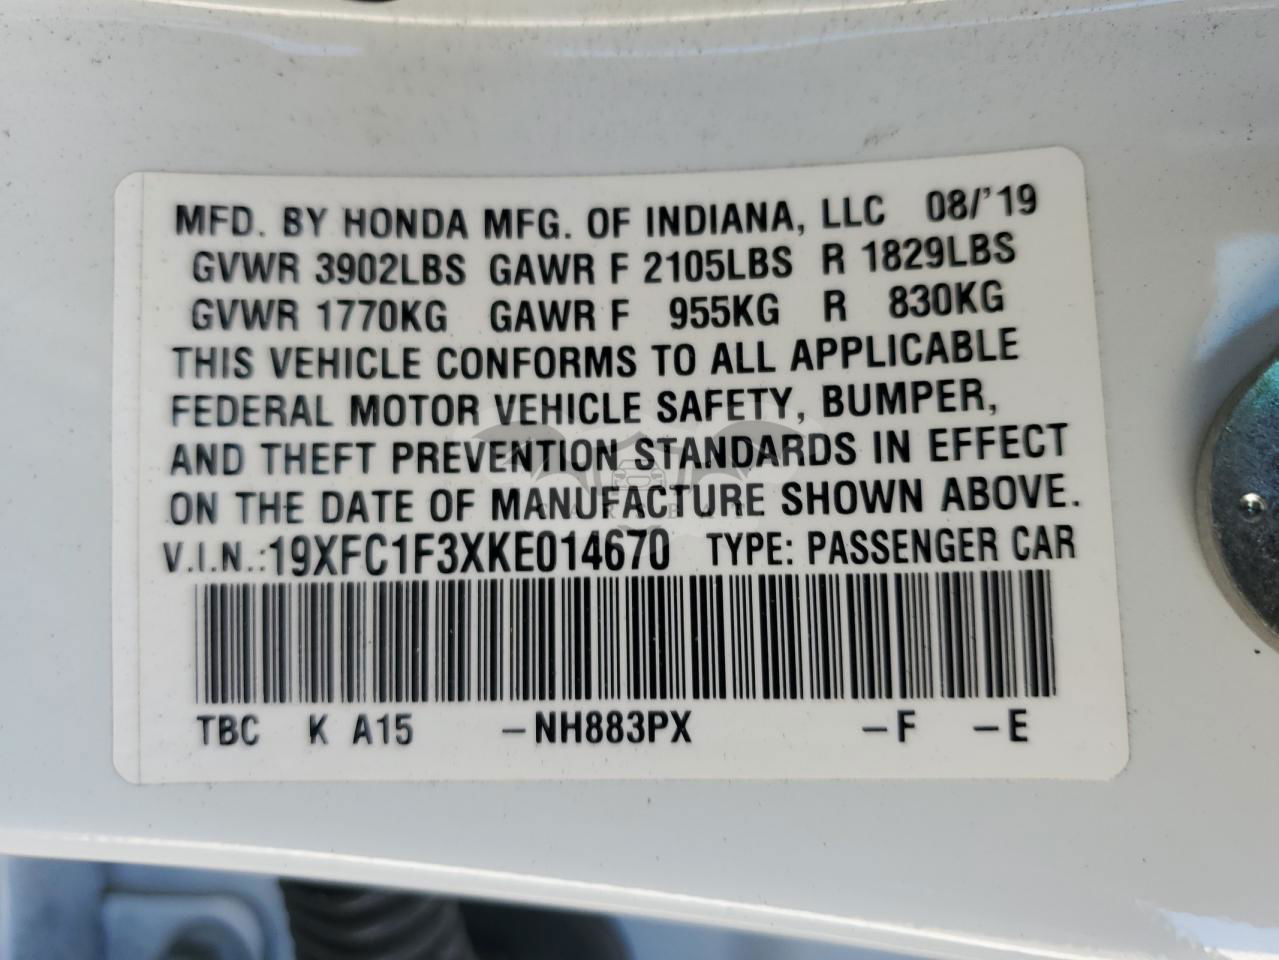 MFD. BY HONDA MFG. OF INDIANA, LLC 08/'19
GVWR 3902LBS GAWR F 2105LBS R 1829LBS
GVWR 1770KG GAWR F 955KG R 830KG
THIS VEHICLE CONFORMS TO ALL APPLICABLE
FEDERAL MOTOR VEHICLE SAFETY, BUMPER,
AND THEFT PREVENTION STANDARDS IN EFFECT
ON THE DATE OF MANUFACTURE SHOWN ABOVE.
V.I.N.:19XFC1F3XKE014670 TYPE: PASSENGER CAR
TBC K A15 -NH883PX -F -E